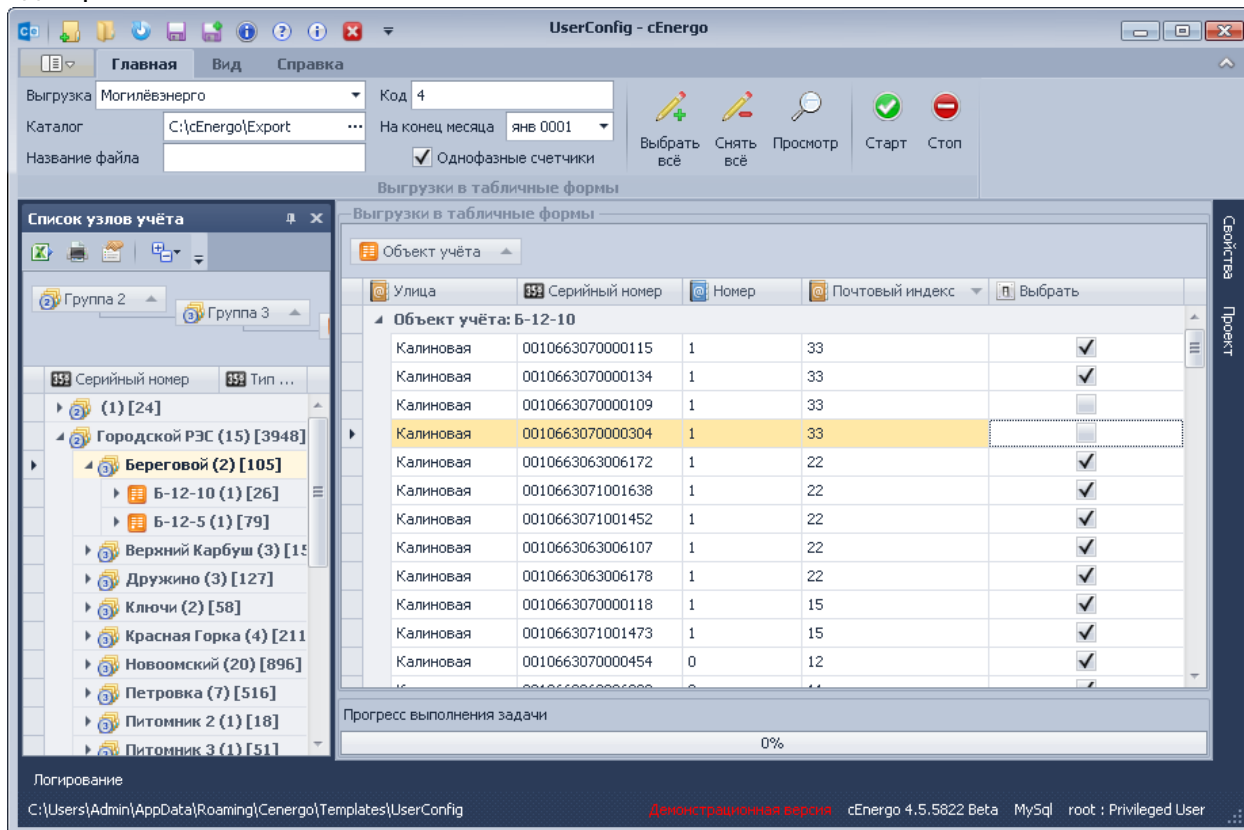 UserConfig - cEnergo
Главная Вид Справка
Выгрузка Могилёвэнерго Код 4
Каталог C:\cEnergo\Export ... На конец месяца янв 0001
Название файла Однофазные счетчики
Выбрать всё Снять всё Просмотр Старт Стоп
Выгрузки в табличные формы
Список узлов учёта
Группа 2
Группа 3
Серийный номер Тип ...
(1) [24]
Городской РЭС (15) [3948]
Береговой (2) [105]
Б-12-10 (1) [26]
Б-12-5 (1) [79]
Верхний Карбуш (3)
Дружино (3) [127]
Ключи (2) [58]
Красная Горка (4) [211
Новоомский (20) [896]
Петровка (7) [516]
Питомник 2 (1) [18]
Питомник 3 (1) [51]
Выгрузки в табличные формы
Объект учёта
Улица Серийный номер Номер Почтовый индекс Выбрать
Объект учёта: Б-12-10
Калиновая 0010663070000115 1 33
Калиновая 0010663070000134 1 33
Калиновая 0010663070000109 1 33
Калиновая 0010663070000304 1 33
Калиновая 0010663063006172 1 22
Калиновая 0010663071001638 1 22
Калиновая 0010663071001452 1 22
Калиновая 0010663063006107 1 22
Калиновая 0010663063006178 1 22
Калиновая 0010663070000118 1 15
Калиновая 0010663071001473 1 15
Калиновая 0010663070000454 0 12
Прогресс выполнения задачи
0%
Свойства
Проект
Логирование
C:\Users\Admin\AppData\Roaming\Cenergo\Templates\UserConfig Демонстрационная версия cEnergo 4.5.5822 Beta MySql root : Privileged User